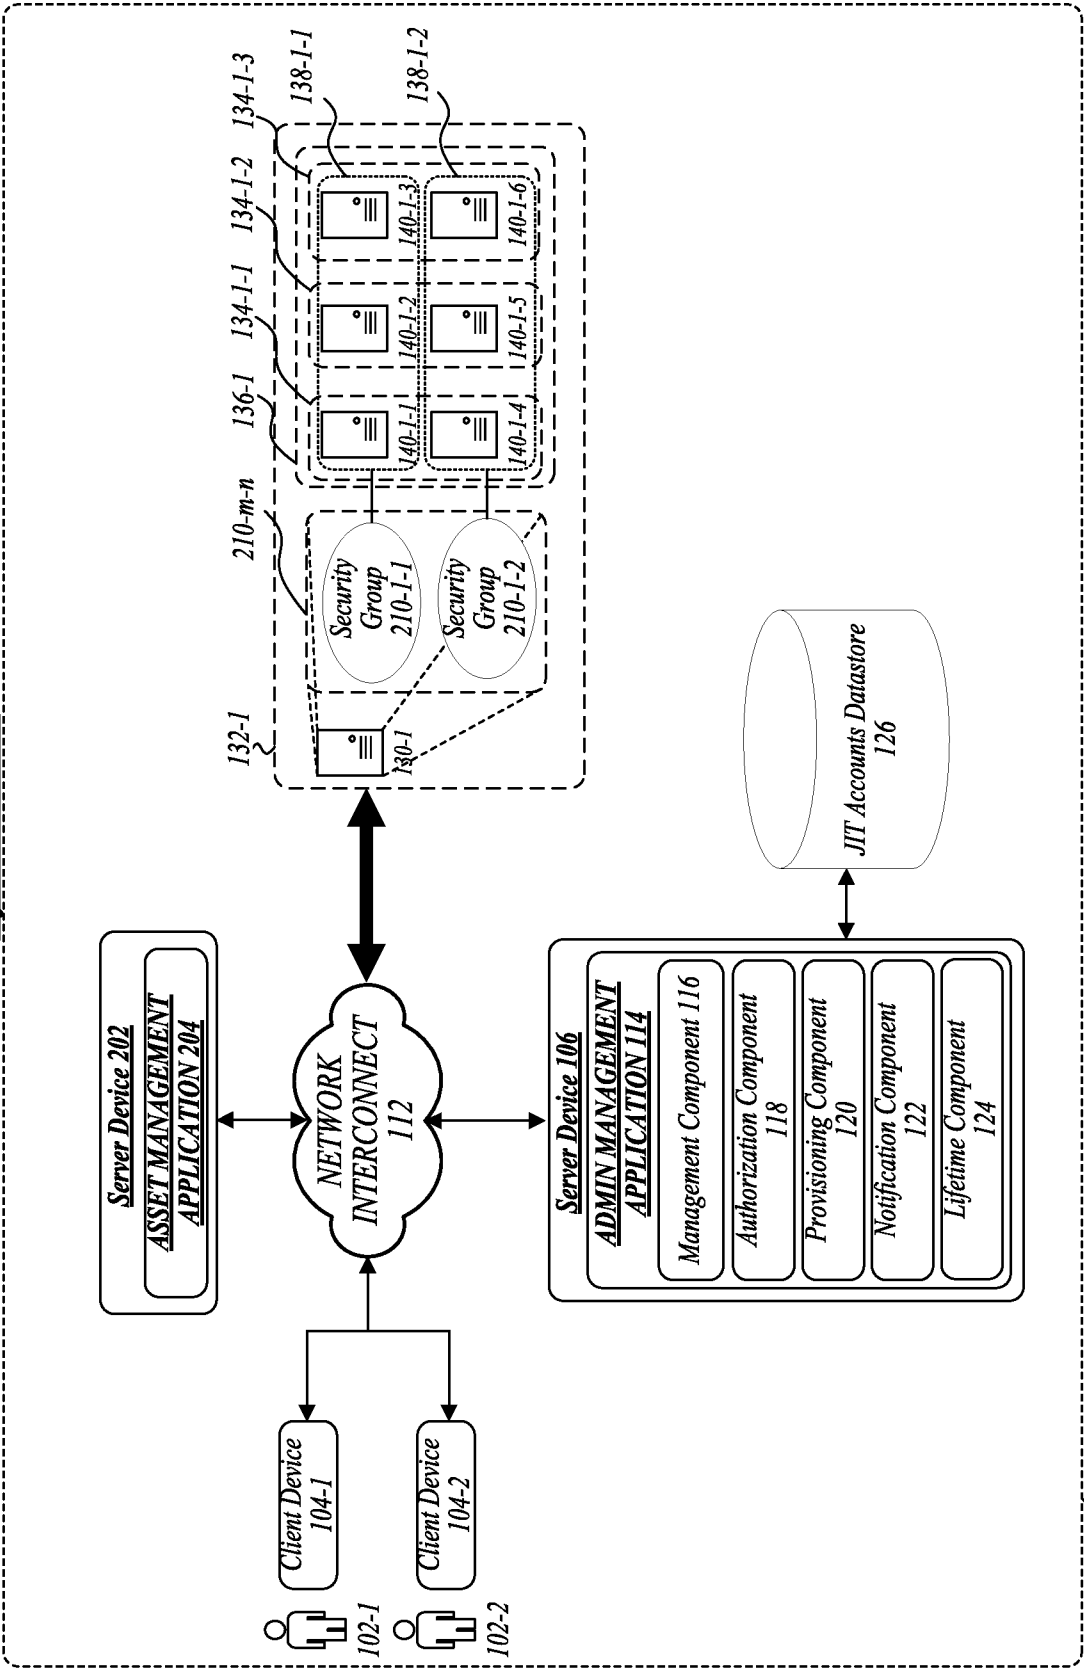 Server Device 202
ASSET MANAGEMENT
APPLICATION 204
Client Device
104-1
102-1
Client Device
104-2
102-2
NETWORK
INTERCONNECT
112
132-1
130-1
210-m-n
Security
Group
210-1-1
Security
Group
210-1-2
136-1
134-1-1
134-1-2
134-1-3
138-1-1
138-1-2
140-1-1
140-1-2
140-1-3
140-1-4
140-1-5
140-1-6
Server Device 106
ADMIN MANAGEMENT
APPLICATION 114
Management Component 116
Authorization Component
118
Provisioning Component
120
Notification Component
122
Lifetime Component
124
JIT Accounts Datastore
126